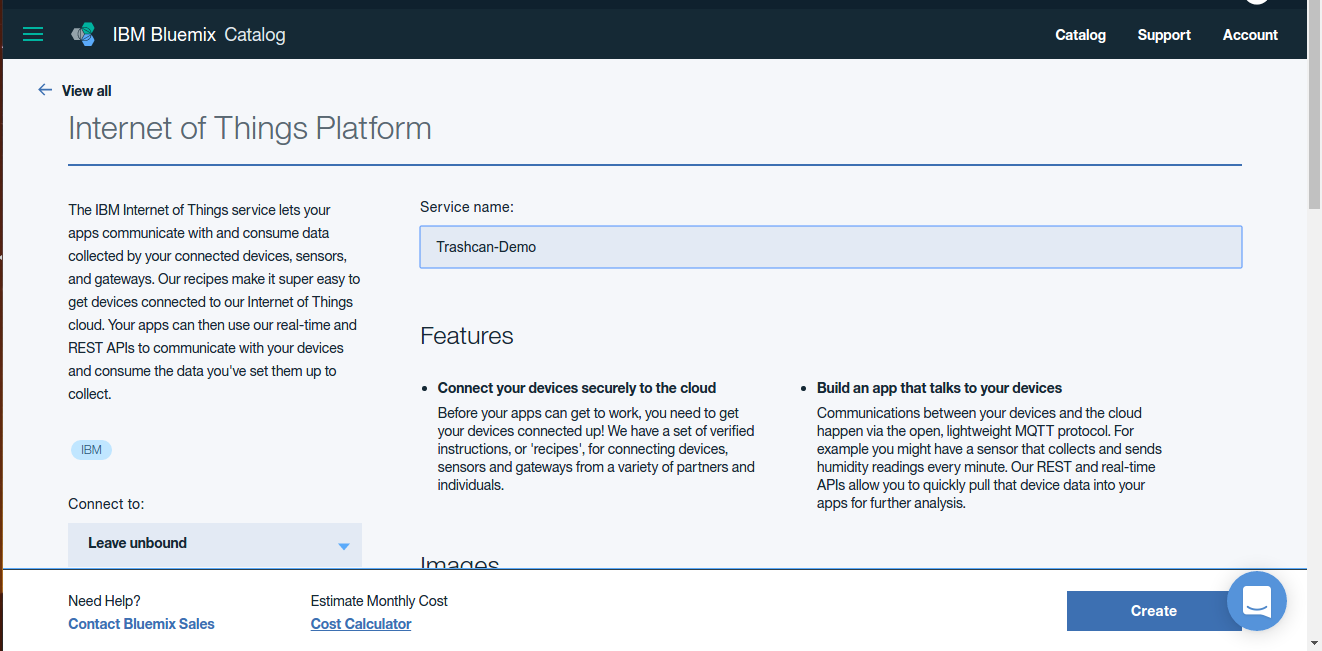 IBM Bluemix Catalog
Catalog Support Account
View all
Internet of Things Platform
The IBM Internet of Things service lets your
apps communicate with and consume data
collected by your connected devices, sensors,
and gateways. Our recipes make it super easy to
get devices connected to our Internet of Things
cloud. Your apps can then use our real-time and
REST APIs to communicate with your devices
and consume the data you've set them up to
collect.
IBM
Connect to:
Leave unbound
Service name:
Trashcan-Demo
Features
• Connect your devices securely to the cloud
Before your apps can get to work, you need to get
your devices connected up! We have a set of verified
instructions, or 'recipes', for connecting devices,
sensors and gateways from a variety of partners and
individuals.
• Build an app that talks to your devices
Communications between your devices and the cloud
happen via the open, lightweight MQTT protocol. For
example you might have a sensor that collects and sends
humidity readings every minute. Our REST and real-time
APIs allow you to quickly pull that device data into your
apps for further analysis.
Images
Need Help?
Contact Bluemix Sales
Estimate Monthly Cost
Cost Calculator
Create